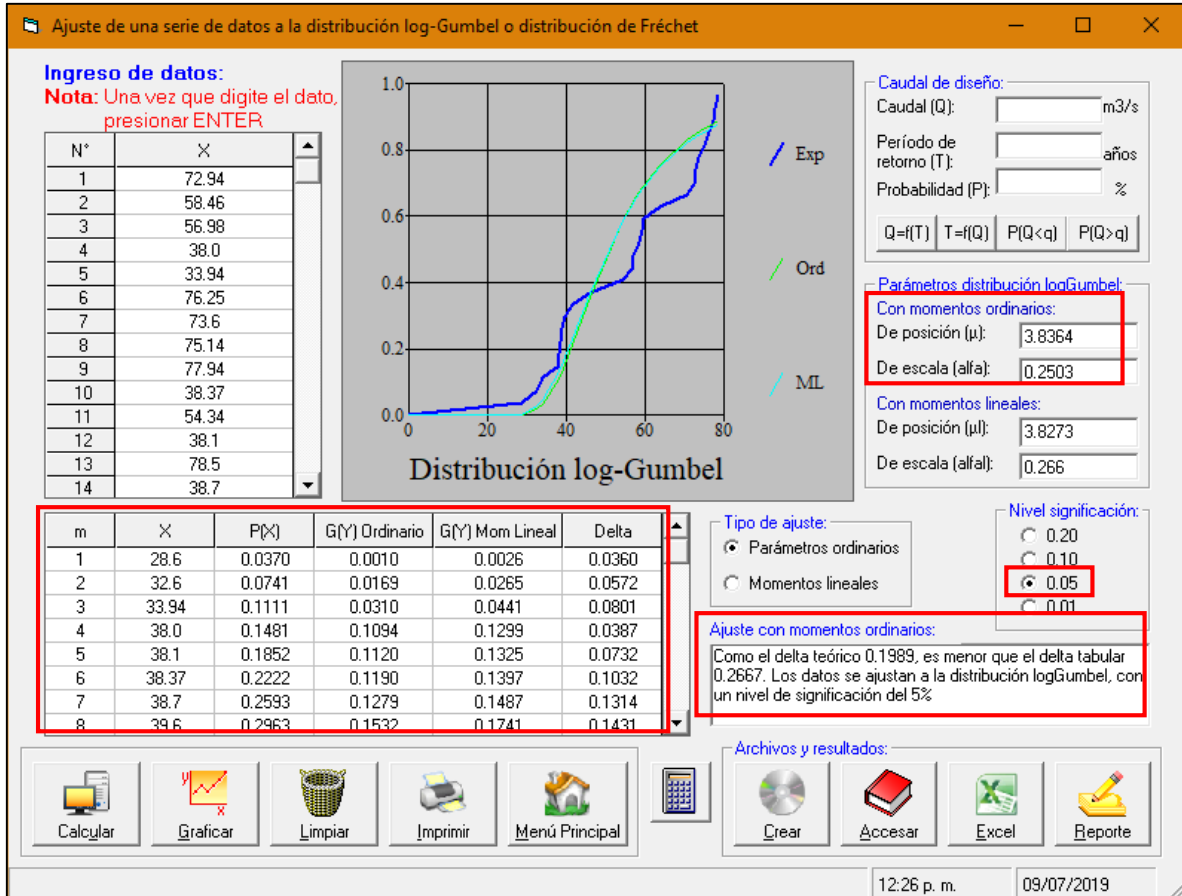 Ajuste de una serie de datos a la distribución log-Gumbel o distribución de Fréchet
Ingreso de datos:
Nota: Una vez que digite el dato,
presionar ENTER
N° X
1 72.94
2 58.46
3 56.98
4 38.0
5 33.94
6 76.25
7 73.6
8 75.14
9 77.94
10 38.37
11 54.34
12 38.1
13 78.5
14 38.7
1.0
0.8
0.6
0.4
0.2
0.0
0 20 40 60 80
Exp
Ord
ML
Distribución log-Gumbel
Caudal de diseño:
Caudal (Q): m3/s
Período de
retorno (T): años
Probabilidad (P): %
Q=f(T) T=f(Q) P(Q<q) P(Q>q)
Parámetros distribución logGumbel:
Con momentos ordinarios:
De posición (μ): 3.8364
De escala (alfa): 0.2503
Con momentos lineales:
De posición (μl): 3.8273
De escala (alfal): 0.266
m X P(X) G(Y) Ordinario G(Y) Mom Lineal Delta
1 28.6 0.0370 0.0010 0.0026 0.0360
2 32.6 0.0741 0.0169 0.0265 0.0572
3 33.94 0.1111 0.0310 0.0441 0.0801
4 38.0 0.1481 0.1094 0.1299 0.0387
5 38.1 0.1852 0.1120 0.1325 0.0732
6 38.37 0.2222 0.1190 0.1397 0.1032
7 38.7 0.2593 0.1279 0.1487 0.1314
8 39.6 0.2963 0.1532 0.1741 0.1431
Tipo de ajuste:
Parámetros ordinarios
Momentos lineales
Nivel significación:
0.20
0.10
0.05
0.01
Ajuste con momentos ordinarios:
Como el delta teórico 0.1989, es menor que el delta tabular
0.2667. Los datos se ajustan a la distribución logGumbel, con
un nivel de significación del 5%
Calcular
Graficar
Limpiar
Imprimir
Menú Principal
Archivos y resultados:
Crear
Accesar
Excel
Reporte
12:26 p. m. 09/07/2019